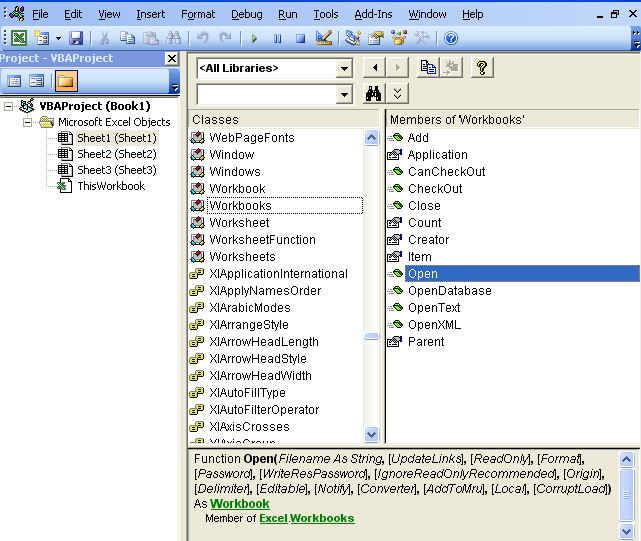 File Edit View Insert Format Debug Run Tools Add-Ins Window Help
Project - VBAProject
VBAProject (Book1)
Microsoft Excel Objects
Sheet1 (Sheet1)
Sheet2 (Sheet2)
Sheet3 (Sheet3)
ThisWorkbook
<All Libraries>
Classes
WebPageFonts
Window
Windows
Workbook
Workbooks
Worksheet
WorksheetFunction
Worksheets
XlApplicationInternational
XlApplyNamesOrder
XlArabicModes
XlArrangeStyle
XlArrowHeadLength
XlArrowHeadStyle
XlArrowHeadWidth
XlAutoFillType
XlAutoFilterOperator
XlAxisCrosses
XlAxisGroup
Members of 'Workbooks'
Add
Application
CanCheckOut
CheckOut
Close
Count
Creator
Item
Open
OpenDatabase
OpenText
OpenXML
Parent
Function Open(Filename As String, [UpdateLinks], [ReadOnly], [Format],
[Password], [WriteResPassword], [IgnoreReadOnlyRecommended], [Origin],
[Delimiter], [Editable], [Notify], [Converter], [AddToMru], [Local], [CorruptLoad])
As Workbook
Member of Excel.Workbooks